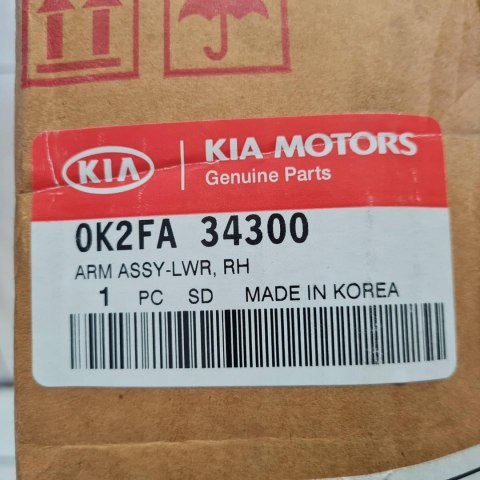 KIA
KIA MOTORS
Genuine Parts
0K2FA 34300
ARM ASSY-LWR, RH
1 PC SD MADE IN KOREA